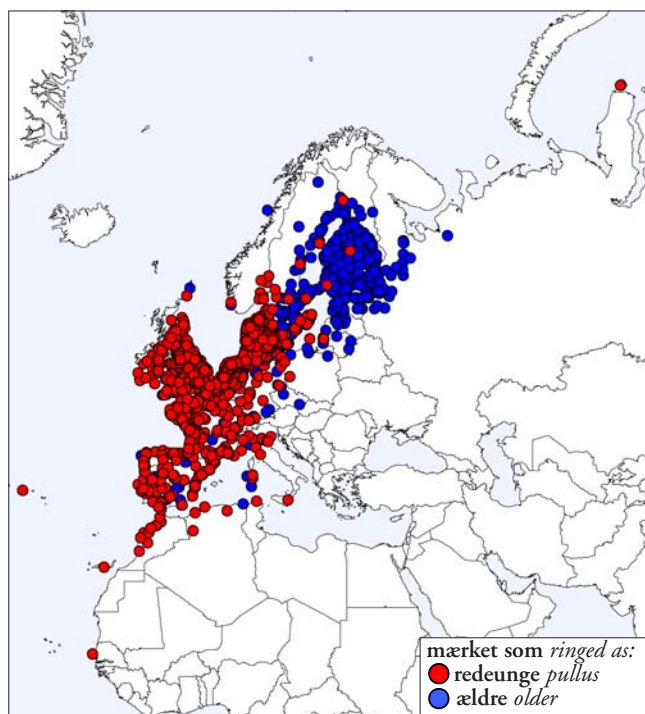 mærket som ringed as:
redeunge pullus
ældre older